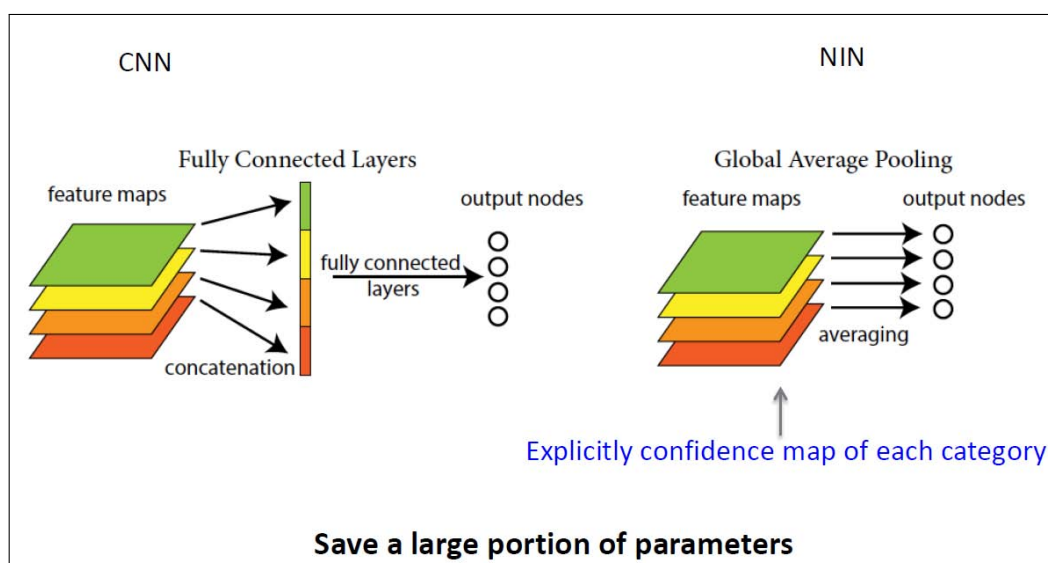 CNN
NIN
Fully Connected Layers
feature maps
output nodes
fully connected
layers
concatenation
Global Average Pooling
feature maps
output nodes
averaging
Explicitly confidence map of each category
Save a large portion of parameters